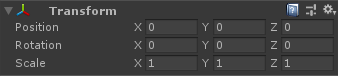 Transform
Position X 0 Y 0 Z 0
Rotation X 0 Y 0 Z 0
Scale X 1 Y 1 Z 1